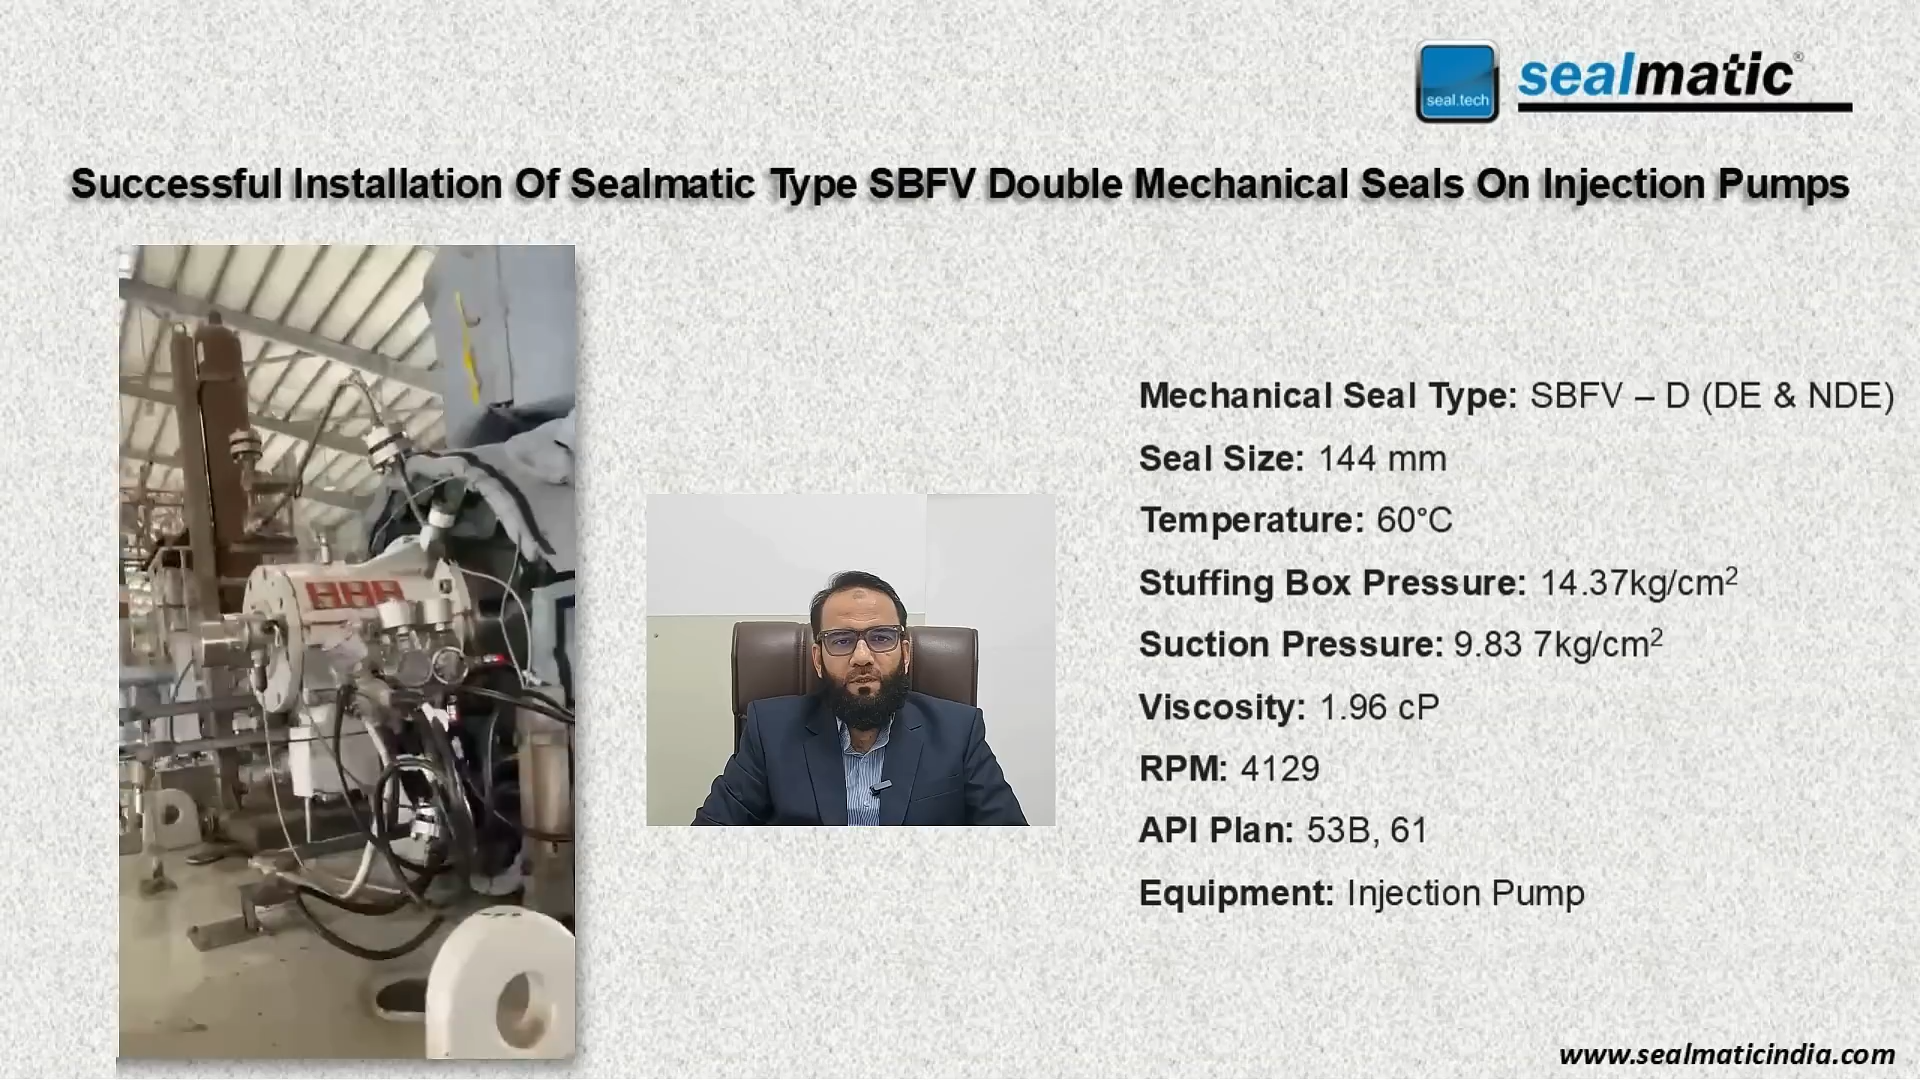 seal.tech
sealmatic®
Successful Installation Of Sealmatic Type SBFV Double Mechanical Seals On Injection Pumps
Mechanical Seal Type: SBFV – D (DE & NDE)
Seal Size: 144 mm
Temperature: 60°C
Stuffing Box Pressure: 14.37kg/cm²
Suction Pressure: 9.83 7kg/cm²
Viscosity: 1.96 cP
RPM: 4129
API Plan: 53B, 61
Equipment: Injection Pump
www.sealmaticindia.com